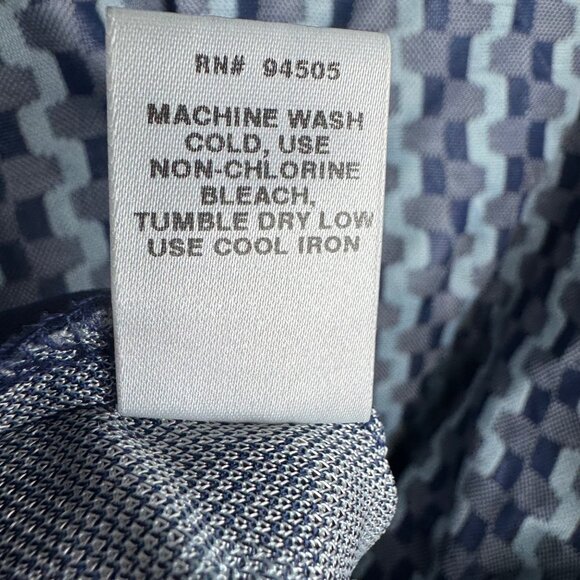 RN# 94505
MACHINE WASH
COLD, USE
NON-CHLORINE
BLEACH,
TUMBLE DRY LOW
USE COOL IRON